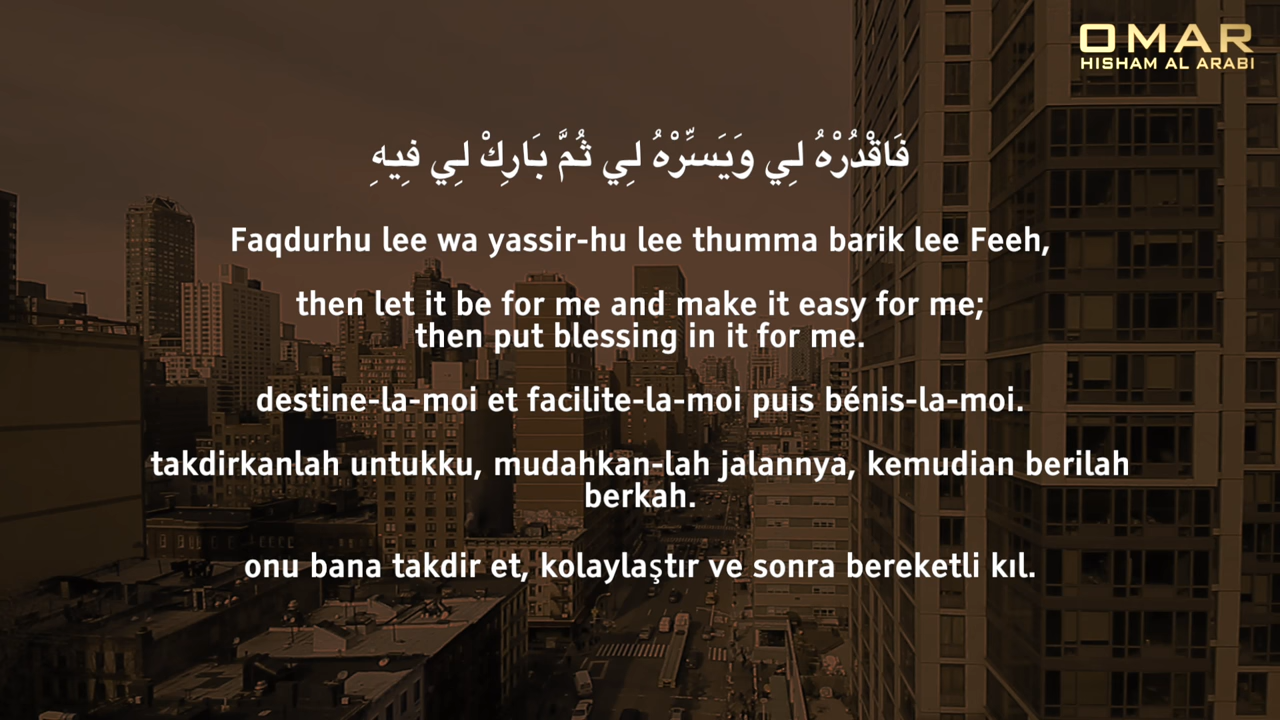 OMAR
HISHAM AL ARABI
فَاقْدُرْهُ لِي وَيَسِّرْهُ لِي ثُمَّ بَارِكْ لِي فِيهِ
Faqdurhu lee wa yassir-hu lee thumma barik lee Feeh,
then let it be for me and make it easy for me;
then put blessing in it for me.
destine-la-moi et facilite-la-moi puis bénis-la-moi.
takdirkanlah untukku, mudahkan-lah jalannya, kemudian berilah
berkah.
onu bana takdir et, kolaylaştır ve sonra bereketli kıl.